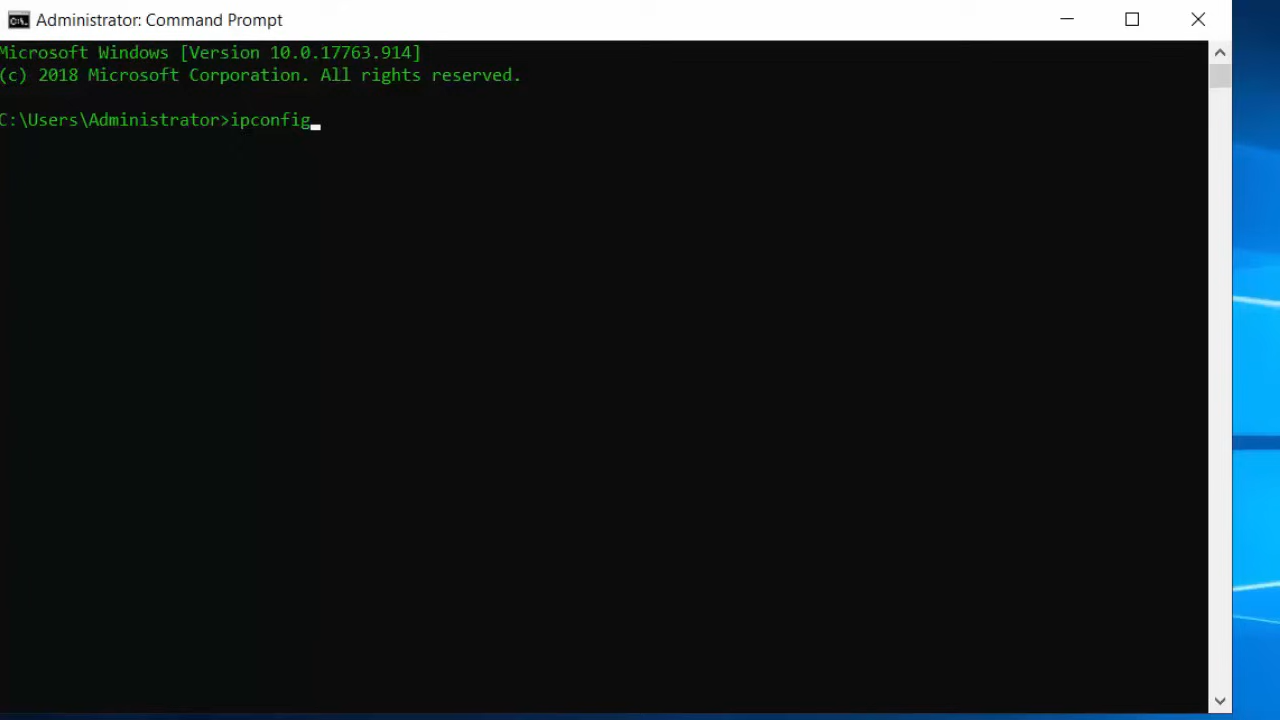 Administrator: Command Prompt
Microsoft Windows [Version 10.0.17763.914]
(c) 2018 Microsoft Corporation. All rights reserved.
C:\Users\Administrator>ipconfig